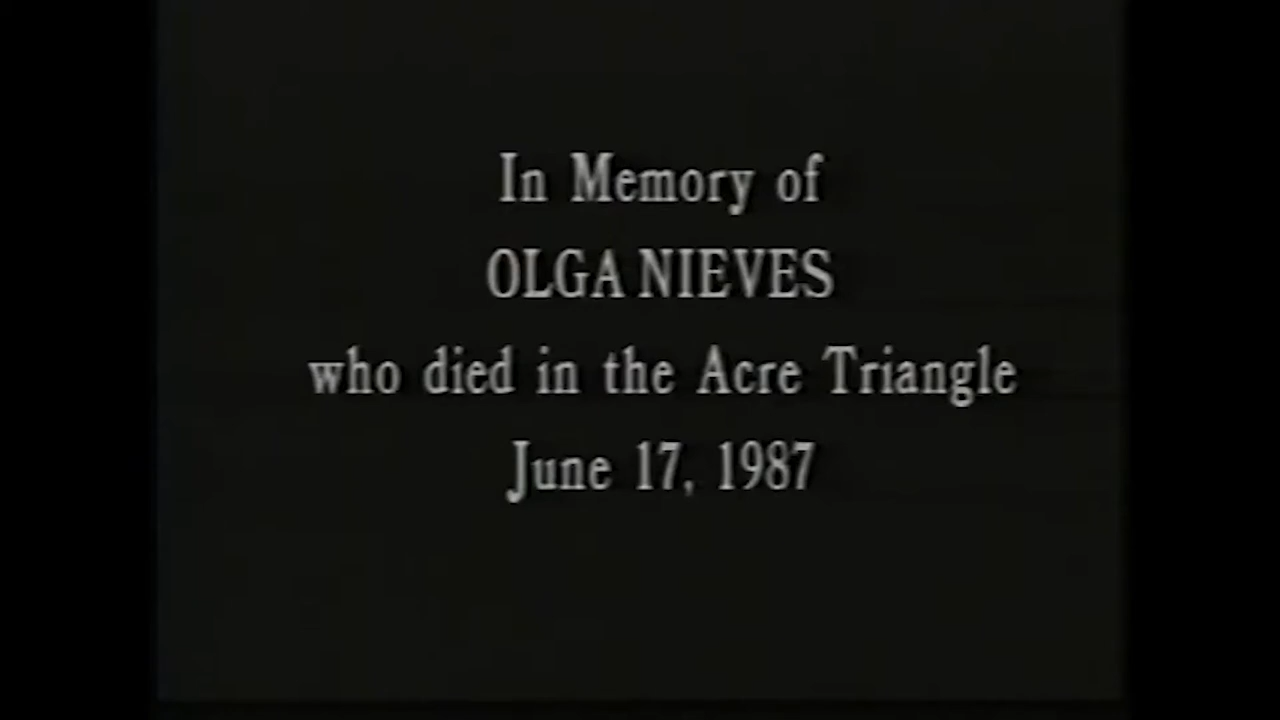 In Memory of
OLGA NIEVES
who died in the Acre Triangle
June 17, 1987